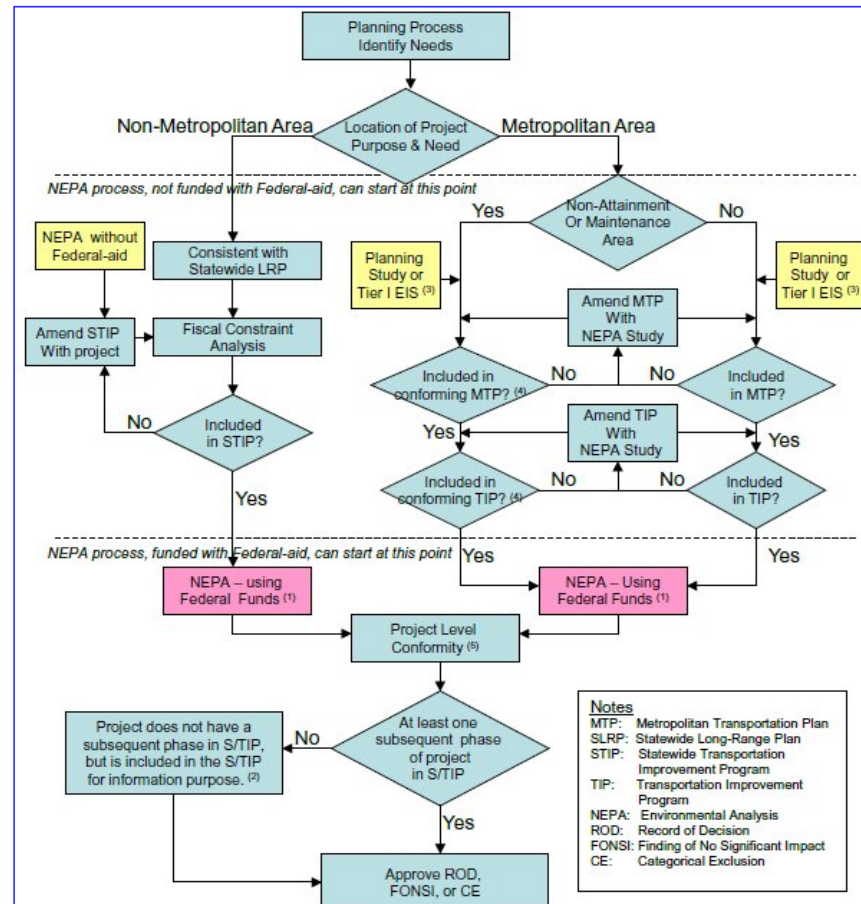 Planning Process
Identify Needs
Non-Metropolitan Area
Metropolitan Area
Location of Project
Purpose & Need
NEPA process, not funded with Federal-aid, can start at this point
Yes
Non-Attainment
Or Maintenance
Area
No
NEPA without
Federal-aid
Consistent with
Statewide LRP
Planning
Study or
Tier I EIS (3)
Planning
Study or
Tier I EIS (3)
Amend MTP
With
NEPA Study
Amend STIP
With project
Fiscal Constraint
Analysis
Included in
conforming MTP? (4)
No
No
Included
in MTP?
No
Included
in STIP?
Yes
Amend TIP
With
NEPA Study
Yes
Included in
conforming TIP? (4)
No
No
Included
in TIP?
Yes
NEPA process, funded with Federal-aid, can start at this point
Yes
Yes
NEPA – using
Federal Funds (1)
NEPA – Using
Federal Funds (1)
Project Level
Conformity (5)
Project does not have a
subsequent phase in S/TIP,
but is included in the S/TIP
for information purpose. (2)
No
At least one
subsequent phase
of project
in S/TIP
Yes
Approve ROD,
FONSI, or CE
Notes
MTP: Metropolitan Transportation Plan
SLRP: Statewide Long-Range Plan
STIP: Statewide Transportation
Improvement Program
TIP: Transportation Improvement
Program
NEPA: Environmental Analysis
ROD: Record of Decision
FONSI: Finding of No Significant Impact
CE: Categorical Exclusion